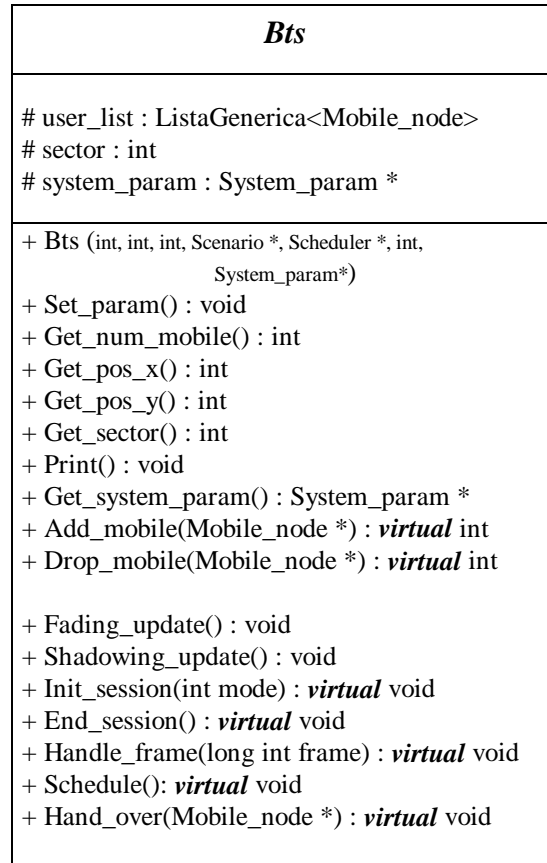 Bts
# user_list : ListaGenerica<Mobile_node>
# sector : int
# system_param : System_param *
+ Bts (int, int, int, Scenario *, Scheduler *, int,
System_param*)
+ Set_param() : void
+ Get_num_mobile() : int
+ Get_pos_x() : int
+ Get_pos_y() : int
+ Get_sector() : int
+ Print() : void
+ Get_system_param() : System_param *
+ Add_mobile(Mobile_node *) : virtual int
+ Drop_mobile(Mobile_node *) : virtual int
+ Fading_update() : void
+ Shadowing_update() : void
+ Init_session(int mode) : virtual void
+ End_session() : virtual void
+ Handle_frame(long int frame) : virtual void
+ Schedule(): virtual void
+ Hand_over(Mobile_node *) : virtual void